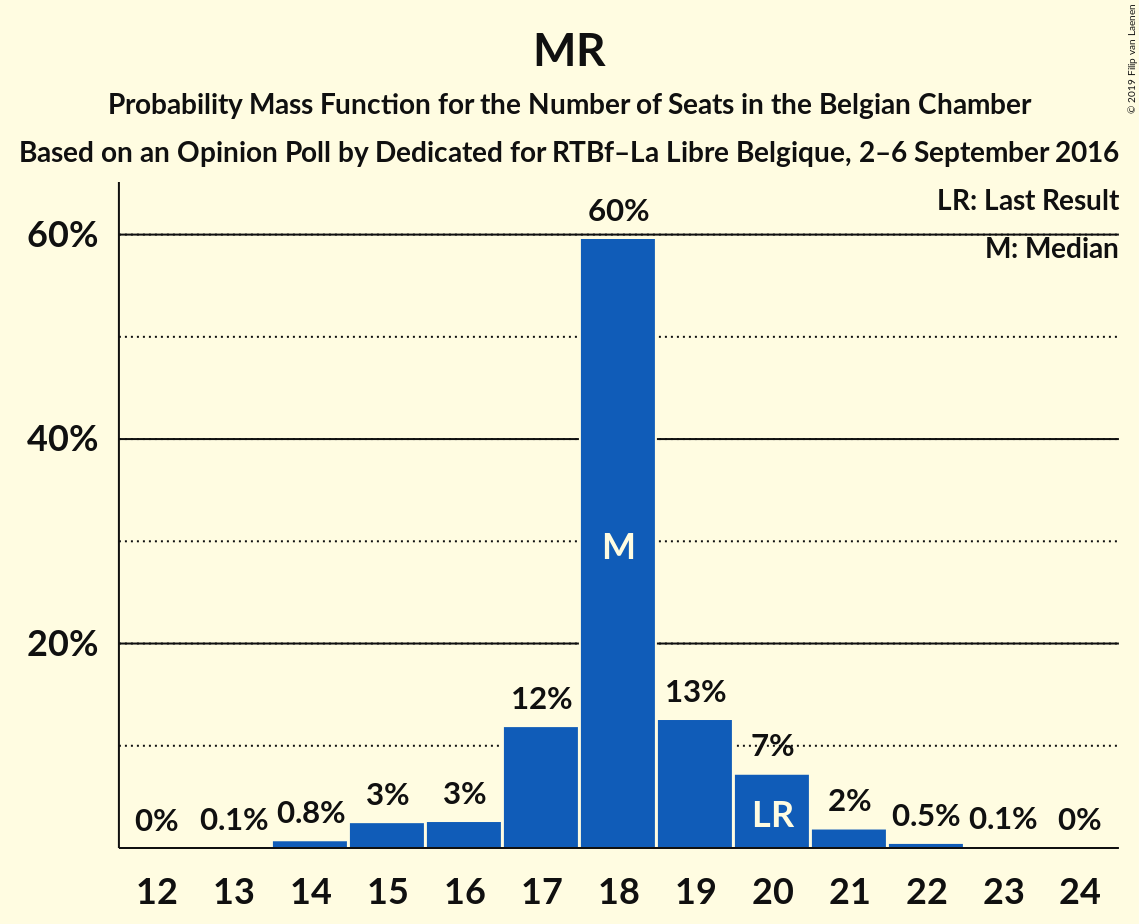 MR
Probability Mass Function for the Number of Seats in the Belgian Chamber
Based on an Opinion Poll by Dedicated for RTBf–La Libre Belgique, 2–6 September 2016
© 2019 Filip van Laenen
LR: Last Result
M: Median
60%
40%
20%
0% 0.1% 0.8% 3% 3% 12% 60% 13% 7% 2% 0.5% 0.1% 0%
M
LR
12 13 14 15 16 17 18 19 20 21 22 23 24